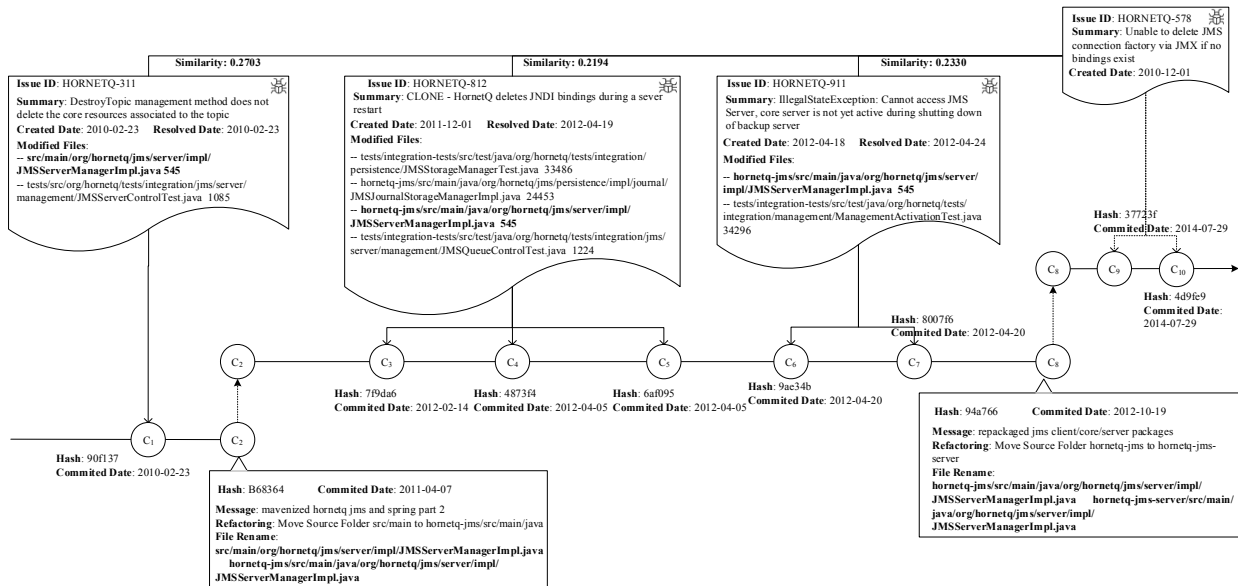 Issue ID: HORNETQ-578
Summary: Unable to delete JMS
connection factory via JMX if no
bindings exist
Created Date: 2010-12-01
Similarity: 0.2703
Similarity: 0.2194
Similarity: 0.2330
Issue ID: HORNETQ-311
Summary: DestroyTopic management method does not
delete the core resources associated to the topic
Created Date: 2010-02-23 Resolved Date: 2010-02-23
Modified Files:
-- src/main/org/hornetq/jms/server/impl/
JMSServerManagerImpl.java 545
-- tests/src/org/hornetq/tests/integration/jms/server/
management/JMSServerControlTest.java 1085
Issue ID: HORNETQ-812
Summary: CLONE - HornetQ deletes JNDI bindings during a sever
restart
Created Date: 2011-12-01 Resolved Date: 2012-04-19
Modified Files:
-- tests/integration-tests/src/test/java/org/hornetq/tests/integration/
persistence/JMSStorageManagerTest.java 33486
-- hornetq-jms/src/main/java/org/hornetq/jms/persistence/impl/journal/
JMSJournalStorageManagerImpl.java 24453
-- hornetq-jms/src/main/java/org/hornetq/jms/server/impl/
JMSServerManagerImpl.java 545
-- tests/integration-tests/src/test/java/org/hornetq/tests/integration/jms/
server/management/JMSQueueControlTest.java 1224
Issue ID: HORNETQ-911
Summary: IllegalStateException: Cannot access JMS
Server, core server is not yet active during shutting down
of backup server
Created Date: 2012-04-18 Resolved Date: 2012-04-24
Modified Files:
-- hornetq-jms/src/main/java/org/hornetq/jms/server/
impl/JMSServerManagerImpl.java 545
-- tests/integration-tests/src/test/java/org/hornetq/tests/
integration/management/ManagementActivationTest.java
34296
Hash: 37723f
Commited Date: 2014-07-29
C8
C9
C10
Hash: 4d9fe9
Commited Date:
2014-07-29
Hash: 8007f6
Commited Date: 2012-04-20
C2
C3
C4
C5
C6
C7
C8
Hash: 7f9da6
Commited Date: 2012-02-14
Hash: 4873f4
Commited Date: 2012-04-05
Hash: 6af095
Commited Date: 2012-04-05
Hash: 9ae34b
Commited Date: 2012-04-20
C1
C2
Hash: 90f137
Commited Date: 2010-02-23
Hash: B68364 Commited Date: 2011-04-07
Message: mavenized hornetq jms and spring part 2
Refactoring: Move Source Folder src/main to hornetq-jms/src/main/java
File Rename:
src/main/org/hornetq/jms/server/impl/JMSServerManagerImpl.java
hornetq-jms/src/main/java/org/hornetq/jms/server/impl/
JMSServerManagerImpl.java
Hash: 94a766 Commited Date: 2012-10-19
Message: repackaged jms client/core/server packages
Refactoring: Move Source Folder hornetq-jms to hornetq-jms-
server
File Rename:
hornetq-jms/src/main/java/org/hornetq/jms/server/impl/
JMSServerManagerImpl.java hornetq-jms-server/src/main/
java/org/hornetq/jms/server/impl/
JMSServerManagerImpl.java